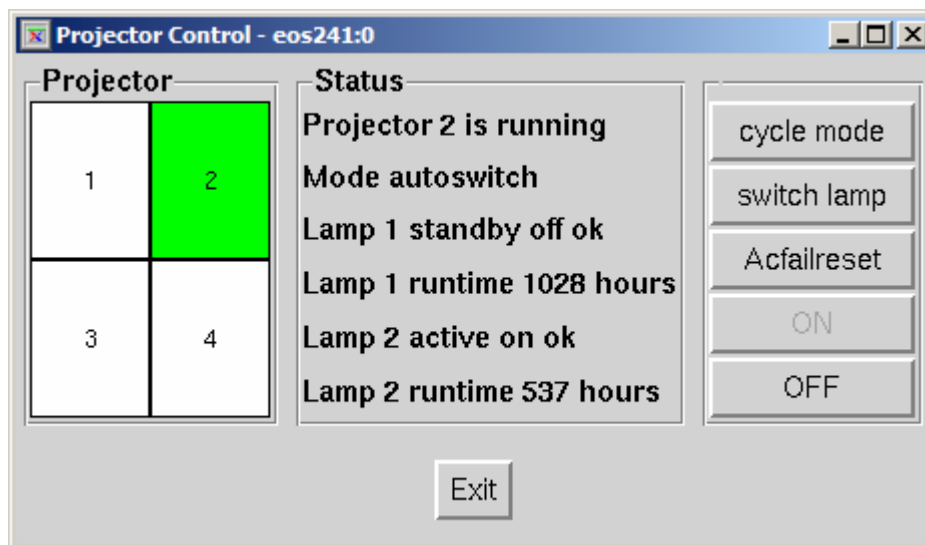 Projector Control - eos241:0
Projector
1
2
3
4
Status
Projector 2 is running
Mode autoswitch
Lamp 1 standby off ok
Lamp 1 runtime 1028 hours
Lamp 2 active on ok
Lamp 2 runtime 537 hours
cycle mode
switch lamp
Acfailreset
ON
OFF
Exit